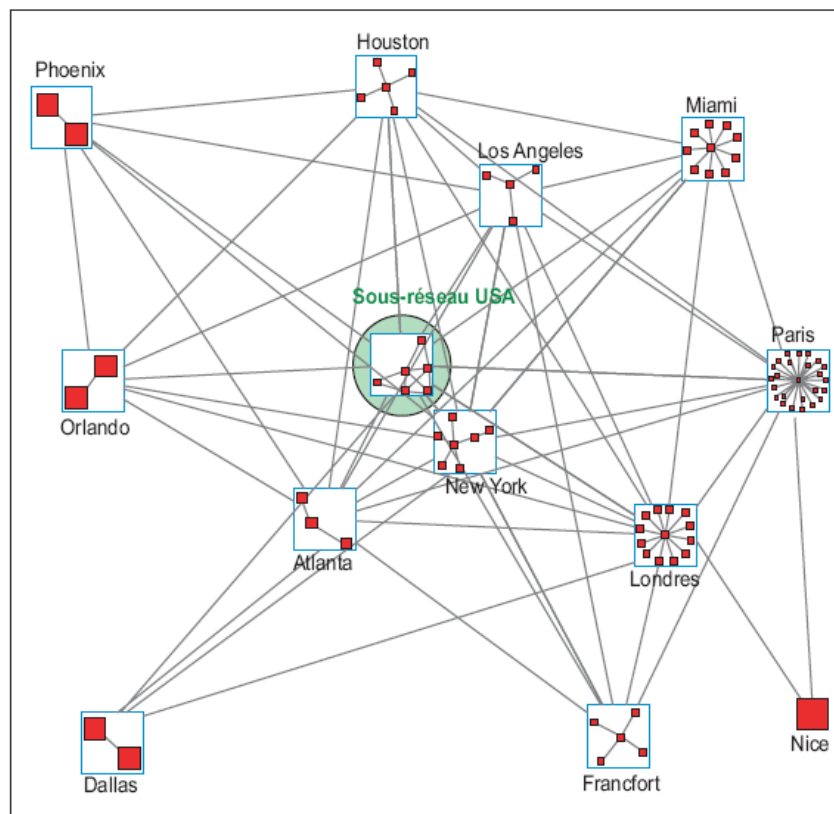 Houston
Phoenix
Miami
Los Angeles
Sous-réseau USA
Paris
Orlando
New York
Atlanta
Londres
Nice
Dallas
Francfort